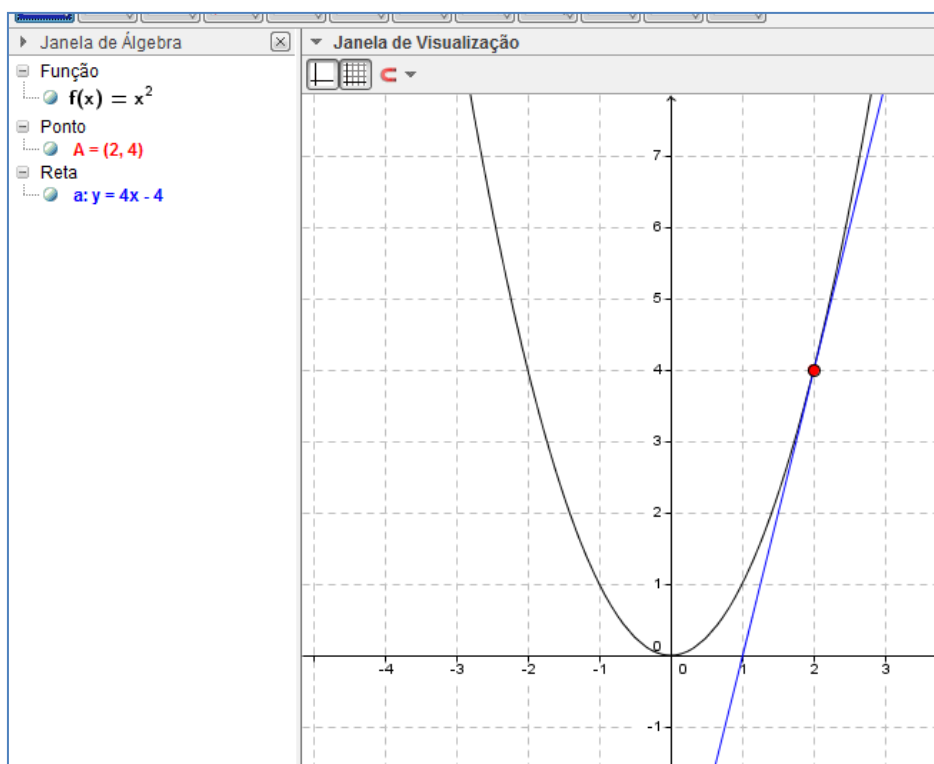 Janela de Álgebra
Função
f(x) = x²
Ponto
A = (2, 4)
Reta
a: y = 4x - 4
Janela de Visualização
7
6
5
4
3
2
1
0
-4 -3 -2 -1 0 1 2 3
-1